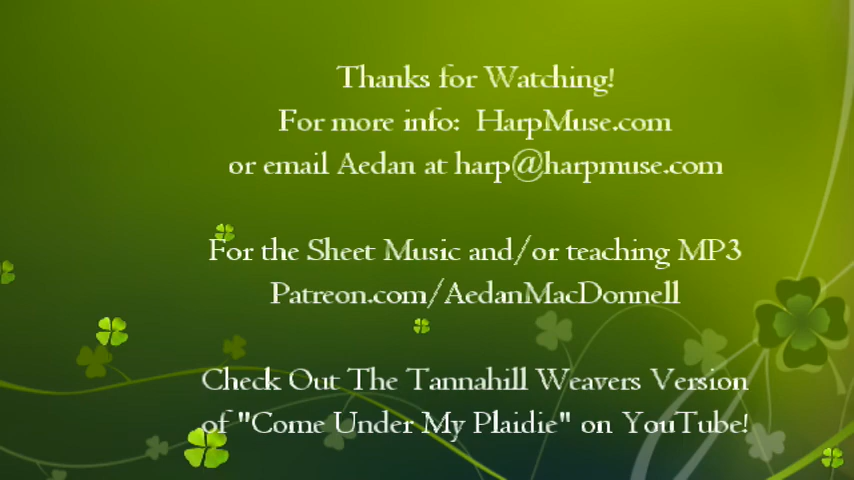 Thanks for Watching!
For more info:  HarpMuse.com
or email Aedan at harp@harpmuse.com
For the Sheet Music and/or teaching MP3
Patreon.com/AedanMacDonnell
Check Out The Tannahill Weavers Version
of "Come Under My Plaidie" on YouTube!